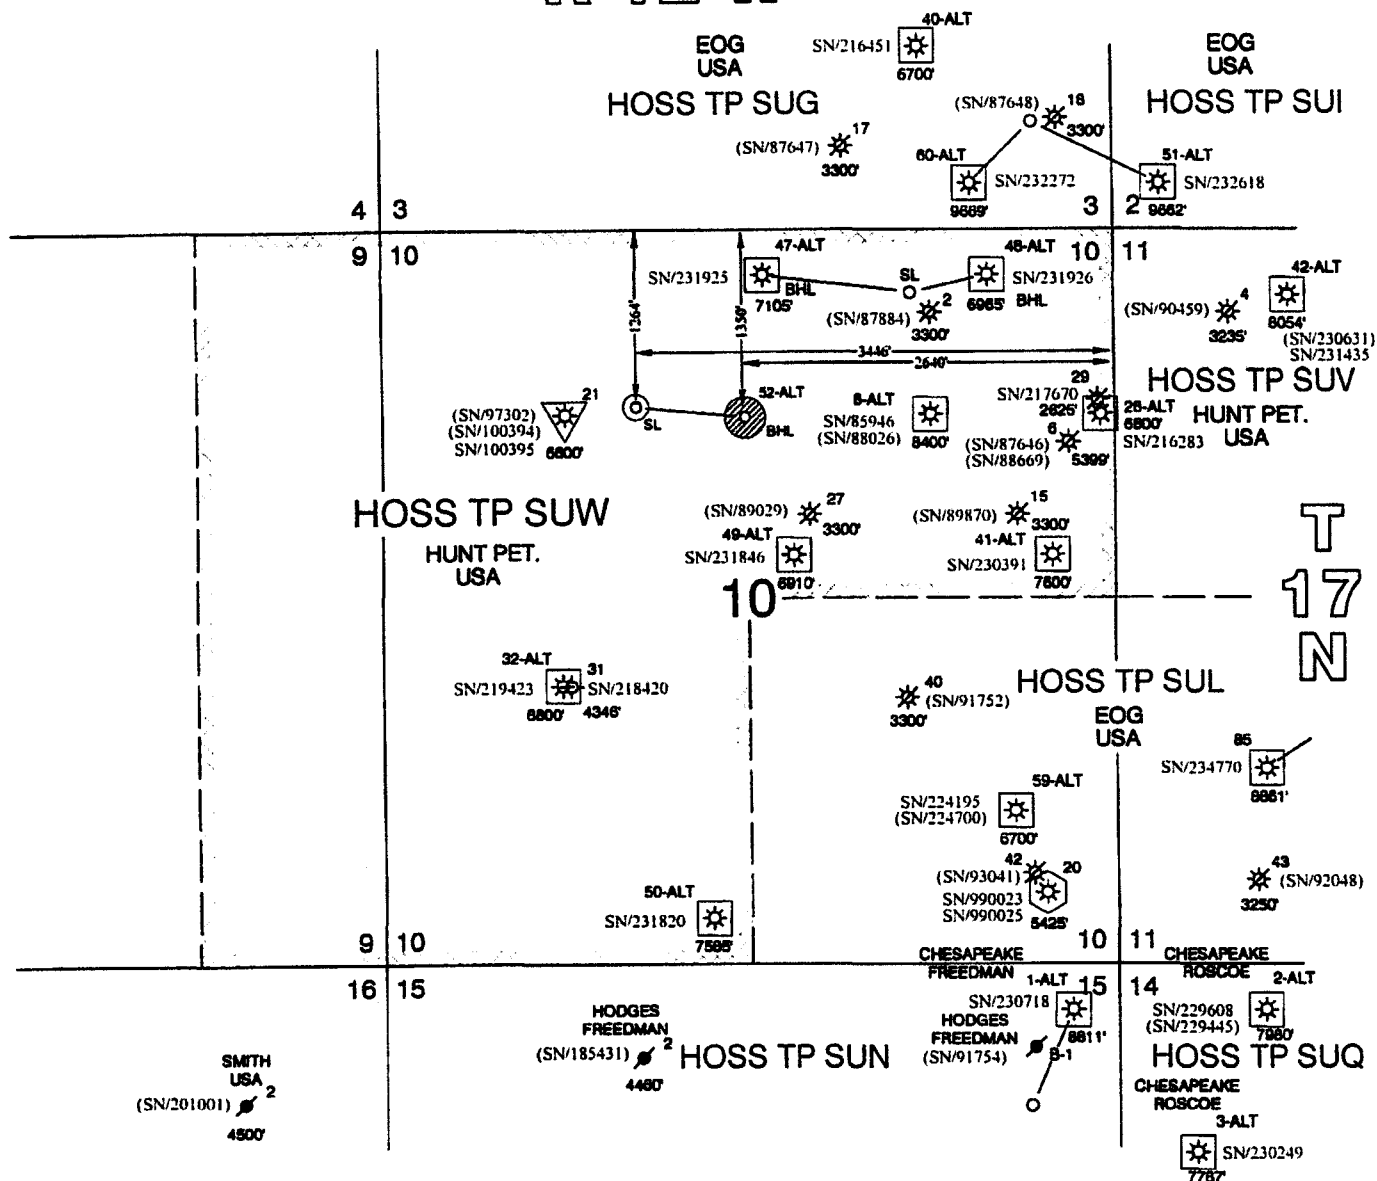 40-ALT
SN/216451
6700'
EOG
USA
HOSS TP SUG
EOG
USA
HOSS TP SUI
(SN/87648)
18
3300'
17
(SN/87647)
3300'
60-ALT
SN/232272
9689'
51-ALT
SN/232618
9662'
4 3
3 2
9 10
10 11
47-ALT
SN/231925
BHL
7105'
SL
48-ALT
SN/231926
6965'
BHL
2
(SN/87884)
3300'
4
(SN/90459)
3235'
42-ALT
8054'
(SN/230631)
SN/231435
1264'
1350'
3446'
2640'
HOSS TP SUV
HUNT PET.
USA
21
(SN/97302)
(SN/100394)
SN/100395
6600'
SL
52-ALT
BHL
8-ALT
SN/85946
(SN/88026)
8400'
29
SN/217670
2625'
26-ALT
6800'
SN/216283
6
(SN/87646)
(SN/88669)
5399'
HOSS TP SUW
HUNT PET.
USA
27
(SN/89029)
3300'
49-ALT
SN/231846
6910'
15
(SN/89870)
3300'
41-ALT
SN/230391
7600'
10
T
17
N
32-ALT
SN/219423
6800'
31
SN/218420
4346'
40
(SN/91752)
3300'
HOSS TP SUL
EOG
USA
85
SN/234770
8861'
59-ALT
SN/224195
(SN/224700)
6700'
42
(SN/93041)
20
SN/990023
SN/990025
5425'
43
(SN/92048)
3250'
50-ALT
SN/231820
7595'
9 10
10 11
16 15
15 14
CHESAPEAKE
FREEDMAN
1-ALT
SN/230718
8811'
CHESAPEAKE
ROSCOE
2-ALT
SN/229608
(SN/229445)
7980'
HODGES
FREEDMAN
2
(SN/185431)
4460'
HOSS TP SUN
HODGES
FREEDMAN
(SN/91754)
B-1
HOSS TP SUQ
SMITH
USA
2
(SN/201001)
4500'
CHESAPEAKE
ROSCOE
3-ALT
SN/230249
7767'